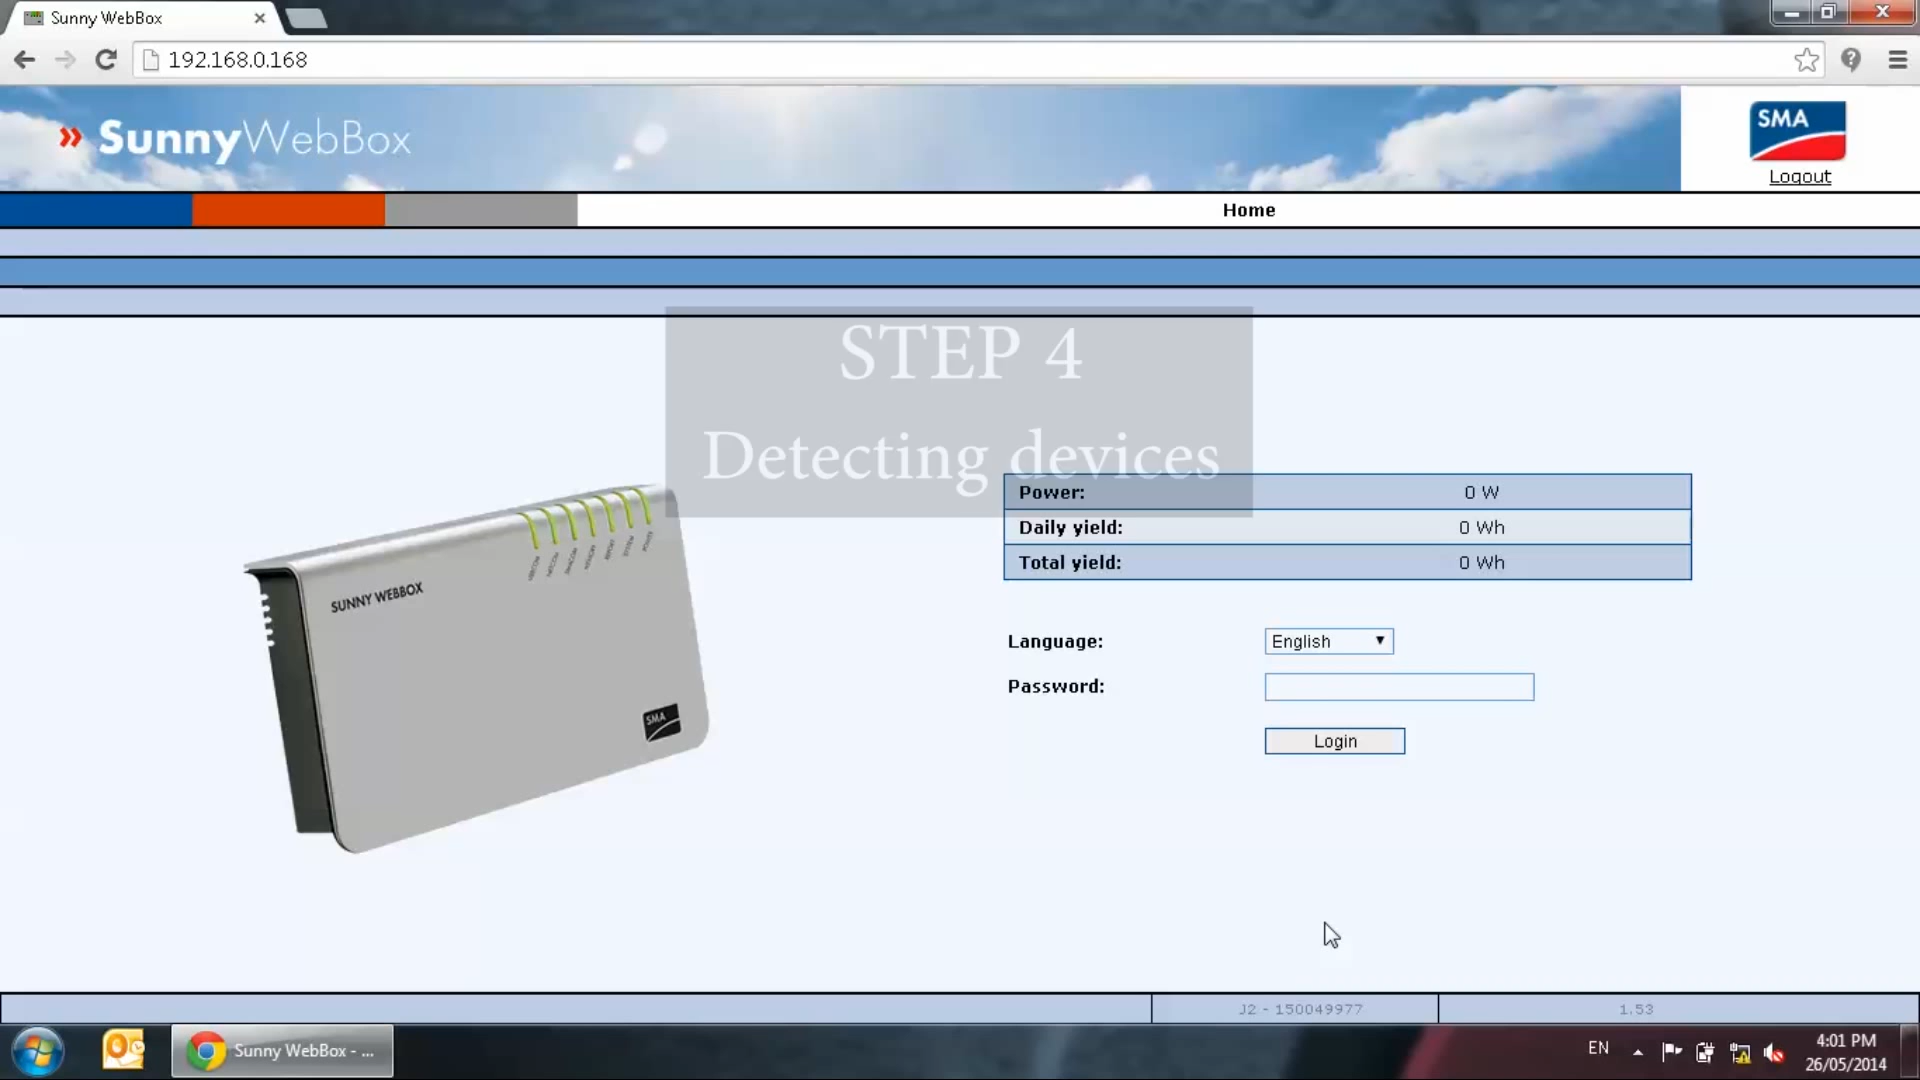 Sunny WebBox
192.168.0.168
» SunnyWebBox
SMA
Logout
Home
STEP 4
Detecting devices
Power: 0 W
Daily yield: 0 Wh
Total yield: 0 Wh
SUNNY WEBBOX
SMA
Language: English
Password:
Login
J2 - 150049977
1.53
Sunny WebBox - ...
EN
4:01 PM
26/05/2014